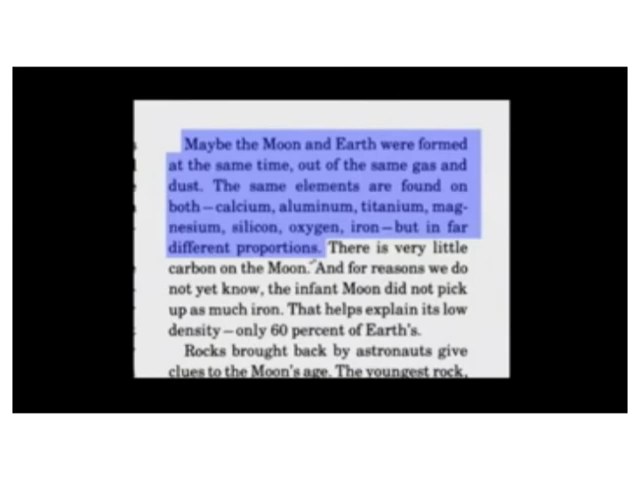 Maybe the Moon and Earth were formed
at the same time, out of the same gas and
dust. The same elements are found on
both—calcium, aluminum, titanium, mag-
nesium, silicon, oxygen, iron—but in far
different proportions. There is very little
carbon on the Moon. And for reasons we do
not yet know, the infant Moon did not pick
up as much iron. That helps explain its low
density—only 60 percent of Earth's.
Rocks brought back by astronauts give
clues to the Moon's age. The youngest rock,